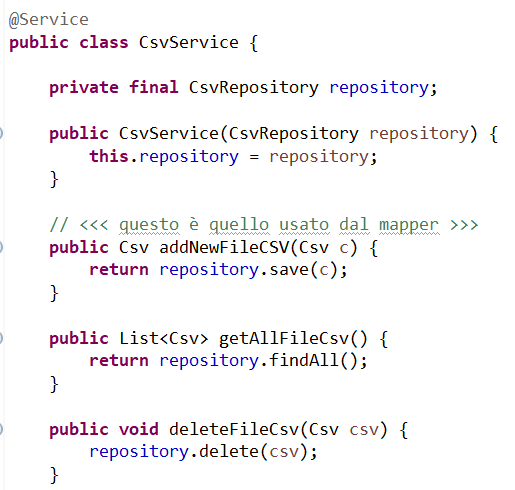 @Service
public class CsvService {
private final CsvRepository repository;
public CsvService(CsvRepository repository) {
this.repository = repository;
}
// <<< questo è quello usato dal mapper >>>
public Csv addNewFileCSV(Csv c) {
return repository.save(c);
}
public List<Csv> getAllFileCsv() {
return repository.findAll();
}
public void deleteFileCsv(Csv csv) {
repository.delete(csv);
}